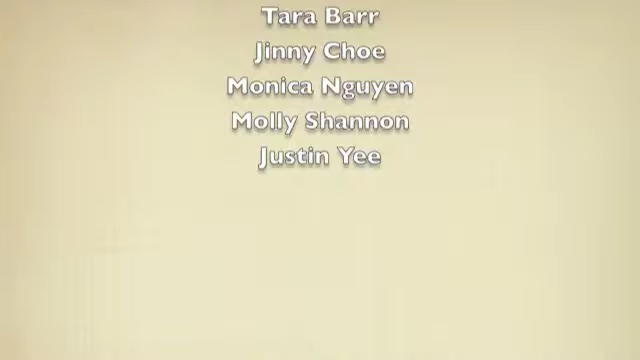 Tara Barr
Jinny Choe
Monica Nguyen
Molly Shannon
Justin Yee